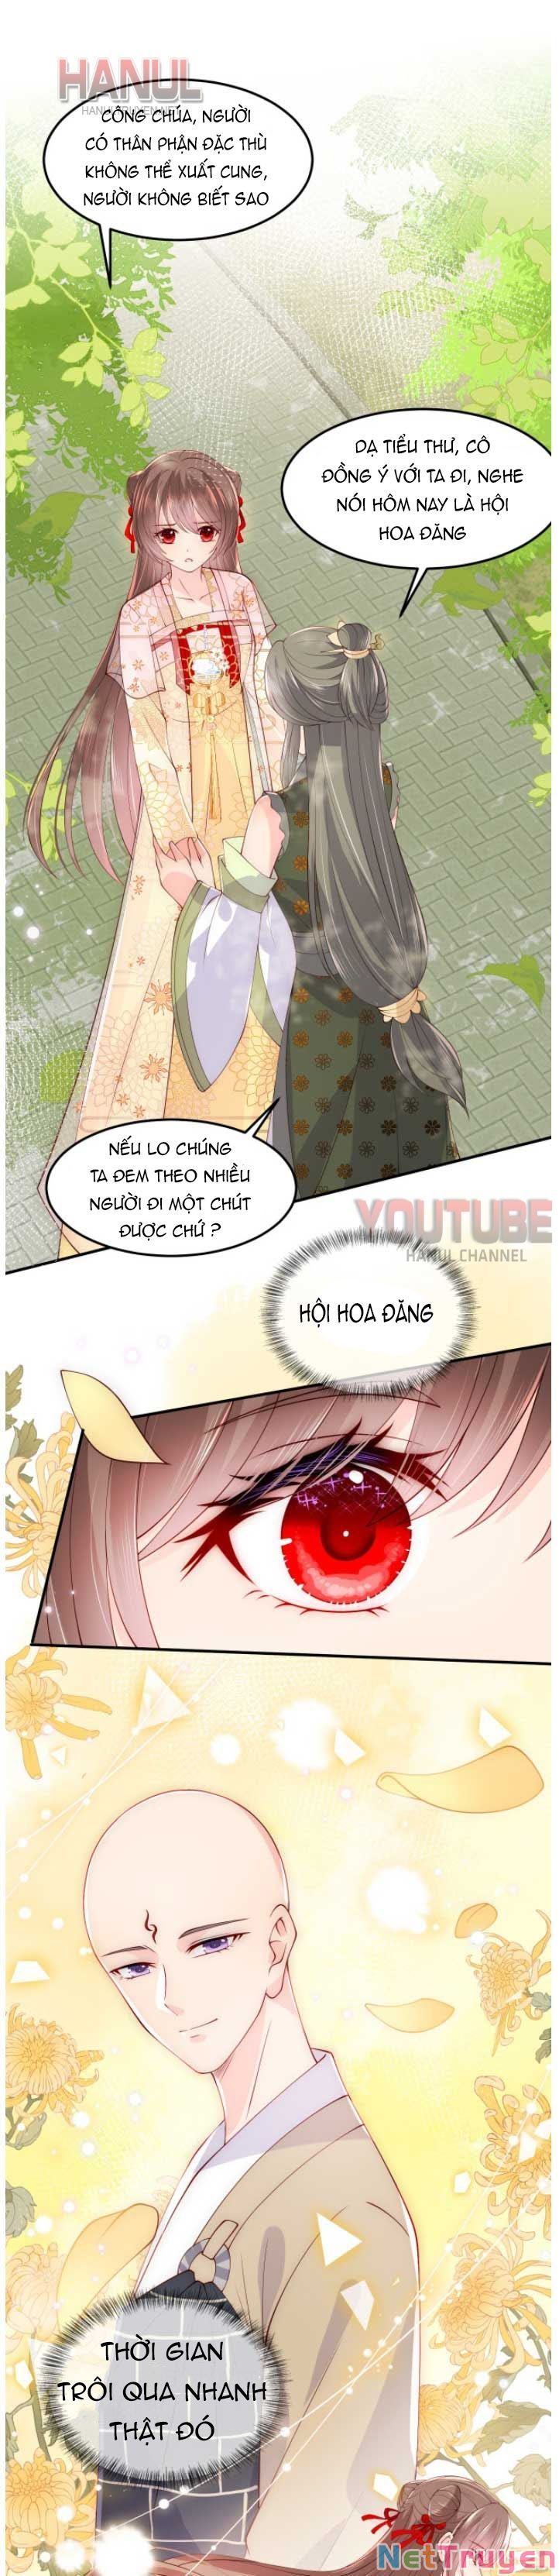 HANUL
HANULTRUYEN.NET
CÔNG CHÚA, NGƯỜI
CÓ THÂN PHẬN ĐẶC THÙ
KHÔNG THỂ XUẤT CUNG,
NGƯỜI KHÔNG BIẾT SAO
DẠ TIỂU THƯ, CÔ
ĐỒNG Ý VỚI TA ĐI, NGHE
NÓI HÔM NAY LÀ HỘI
HOA ĐĂNG
NẾU LO CHÚNG
TA ĐEM THEO NHIỀU
NGƯỜI ĐI MỘT CHÚT
ĐƯỢC CHỨ ?
YOUTUBE
HANUL CHANNEL
HỘI HOA ĐĂNG
THỜI GIAN
TRÔI QUA NHANH
THẬT ĐÓ
NetTruyen